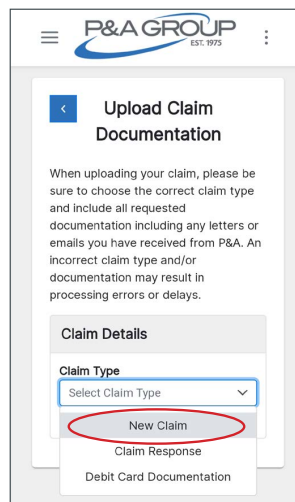 P&A GROUP
EST. 1975
Upload Claim
Documentation
When uploading your claim, please be
sure to choose the correct claim type
and include all requested
documentation including any letters or
emails you have received from P&A. An
incorrect claim type and/or
documentation may result in
processing errors or delays.
Claim Details
Claim Type
Select Claim Type
New Claim
Claim Response
Debit Card Documentation